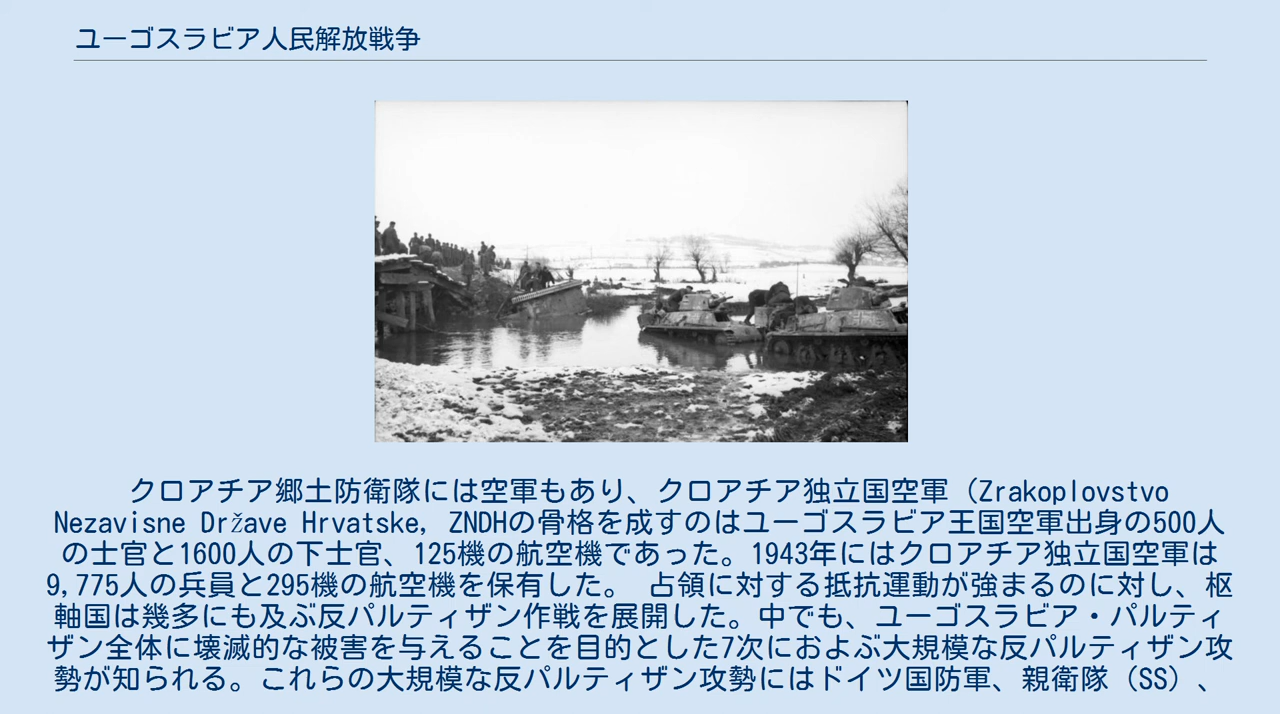 ユーゴスラビア人民解放戦争
クロアチア郷土防衛隊には空軍もあり、クロアチア独立国空軍（Zrakoplovstvo
Nezavisne Države Hrvatske, ZNDHの骨格を成すのはユーゴスラビア王国空軍出身の500人
の士官と1600人の下士官、125機の航空機であった。1943年にはクロアチア独立国空軍は
9,775人の兵員と295機の航空機を保有した。 占領に対する抵抗運動が強まるのに対し、枢
軸国は幾多にも及ぶ反パルティザン作戦を展開した。中でも、ユーゴスラビア・パルティ
ザン全体に壊滅的な被害を与えることを目的とした7次におよぶ大規模な反パルティザン攻
勢が知られる。これらの大規模な反パルティザン攻勢にはドイツ国防軍、親衛隊（SS）、